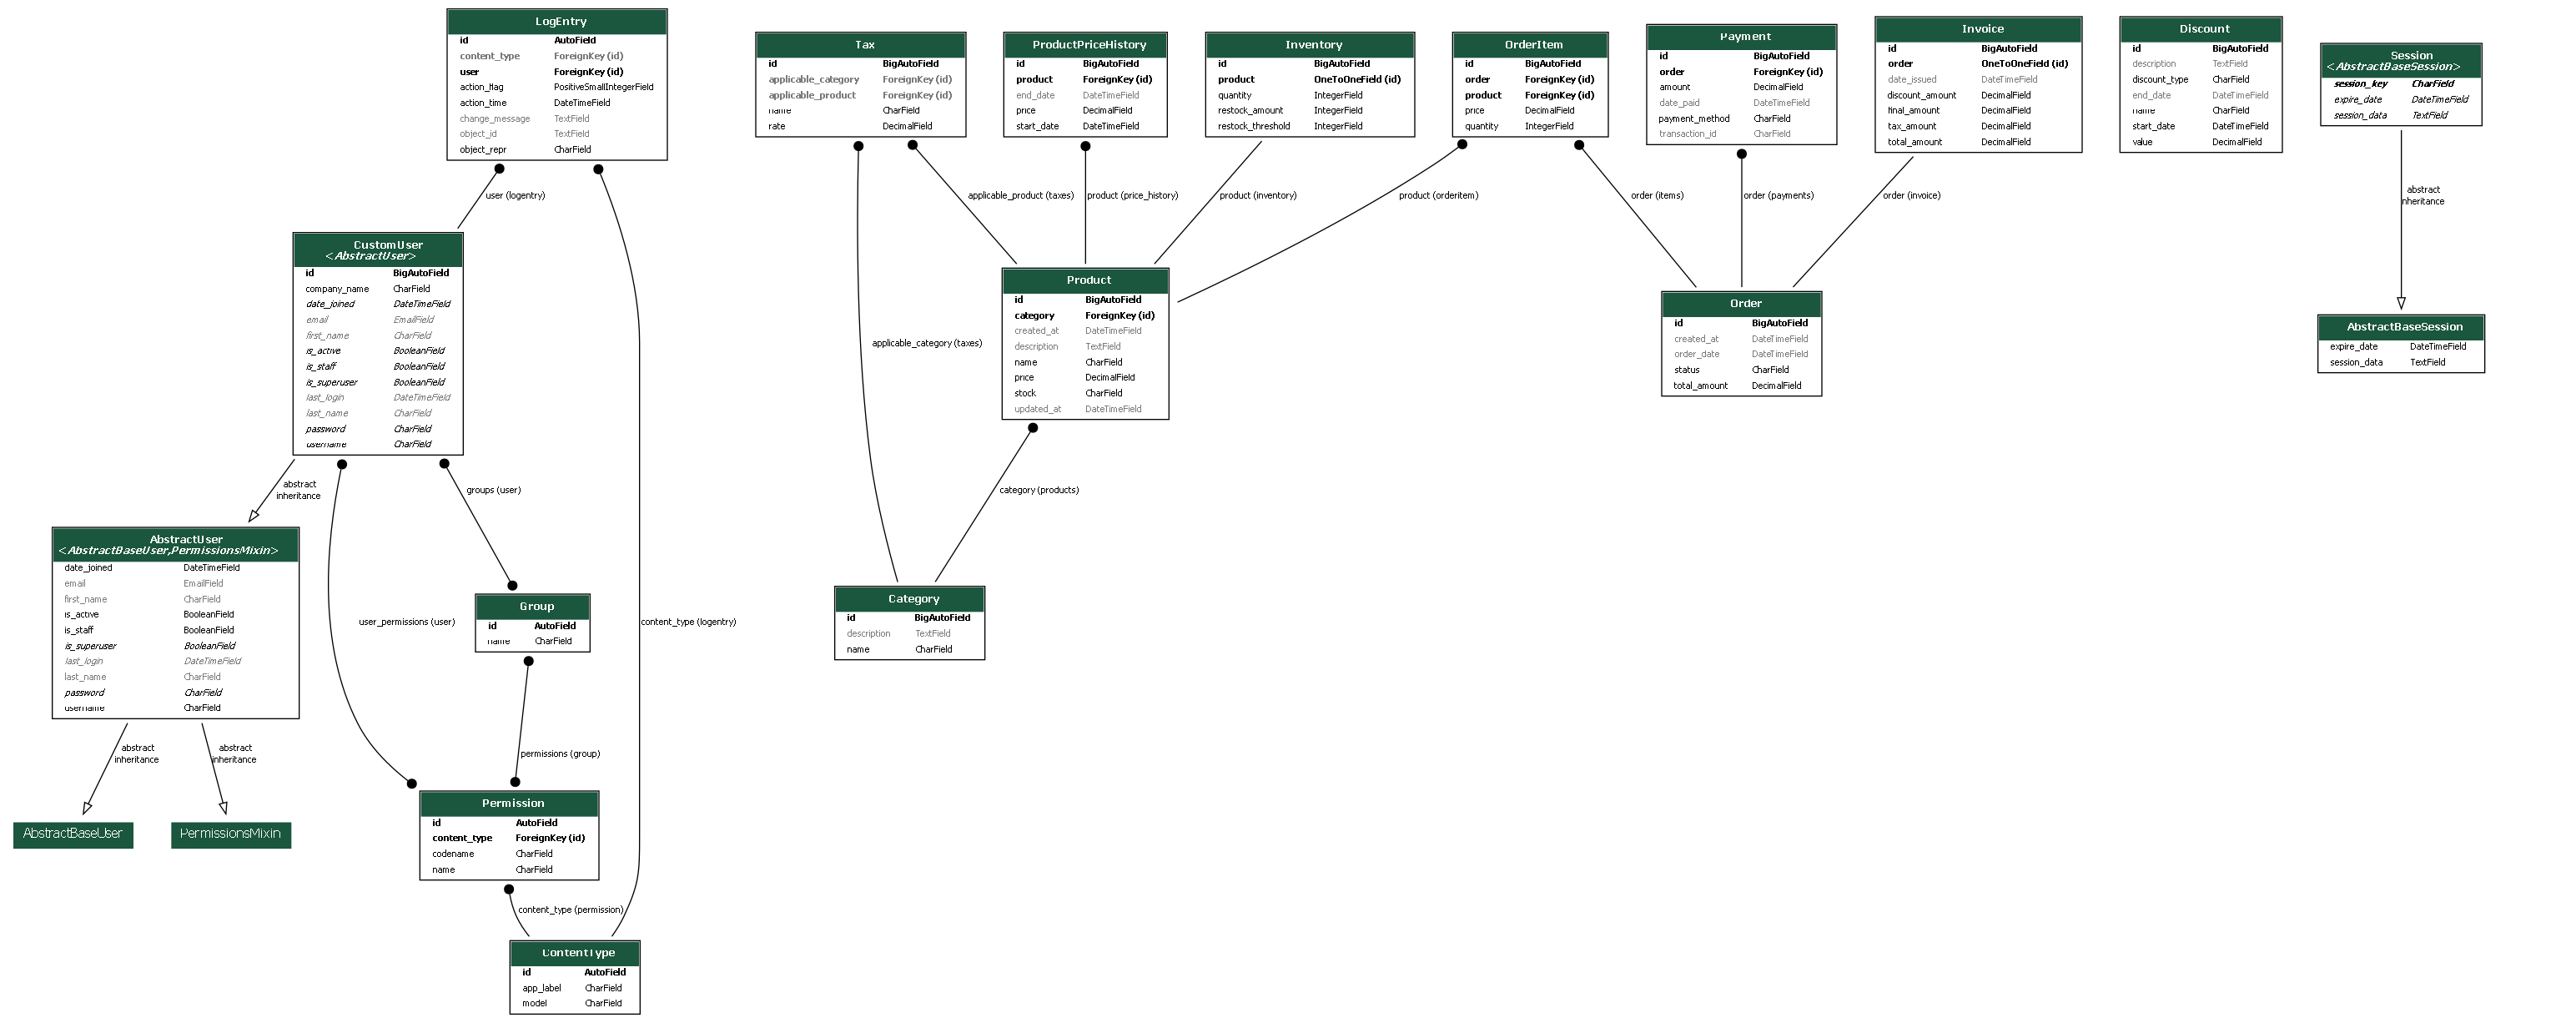 LogEntry
id AutoField
content_type ForeignKey (id)
user ForeignKey (id)
action_flag PositiveSmallIntegerField
action_time DateTimeField
change_message TextField
object_id TextField
object_repr CharField
Tax
id BigAutoField
applicable_category ForeignKey (id)
applicable_product ForeignKey (id)
name CharField
rate DecimalField
ProductPriceHistory
id BigAutoField
product ForeignKey (id)
end_date DateTimeField
price DecimalField
start_date DateTimeField
Inventory
id BigAutoField
product OneToOneField (id)
quantity IntegerField
restock_amount IntegerField
restock_threshold IntegerField
OrderItem
id BigAutoField
order ForeignKey (id)
product ForeignKey (id)
price DecimalField
quantity IntegerField
Payment
id BigAutoField
order ForeignKey (id)
amount DecimalField
date_paid DateTimeField
payment_method CharField
transaction_id CharField
Invoice
id BigAutoField
order OneToOneField (id)
date_issued DateTimeField
discount_amount DecimalField
final_amount DecimalField
tax_amount DecimalField
total_amount DecimalField
Discount
id BigAutoField
description TextField
discount_type CharField
end_date DateTimeField
name CharField
start_date DateTimeField
value DecimalField
Session
<AbstractBaseSession>
session_key CharField
expire_date DateTimeField
session_data TextField
user (logentry)
applicable_product (taxes)
product (price_history)
product (inventory)
product (orderitem)
order (items)
order (payments)
order (invoice)
abstract
inheritance
CustomUser
<AbstractUser>
id BigAutoField
company_name CharField
date_joined DateTimeField
email EmailField
first_name CharField
is_active BooleanField
is_staff BooleanField
is_superuser BooleanField
last_login DateTimeField
last_name CharField
password CharField
username CharField
applicable_category (taxes)
Product
id BigAutoField
category ForeignKey (id)
created_at DateTimeField
description TextField
name CharField
price DecimalField
stock CharField
updated_at DateTimeField
Order
id BigAutoField
created_at DateTimeField
order_date DateTimeField
status CharField
total_amount DecimalField
AbstractBaseSession
expire_date DateTimeField
session_data TextField
abstract
inheritance
groups (user)
category (products)
AbstractUser
<AbstractBaseUser,PermissionsMixin>
date_joined DateTimeField
email EmailField
first_name CharField
is_active BooleanField
is_staff BooleanField
is_superuser BooleanField
last_login DateTimeField
last_name CharField
password CharField
username CharField
user_permissions (user)
Group
id AutoField
name CharField
content_type (logentry)
Category
id BigAutoField
description TextField
name CharField
abstract
inheritance
abstract
inheritance
permissions (group)
AbstractBaseUser
PermissionsMixin
Permission
id AutoField
content_type ForeignKey (id)
codename CharField
name CharField
content_type (permission)
ContentType
id AutoField
app_label CharField
model CharField